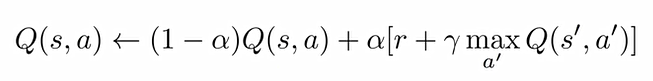 Q(s, a) ← (1 − α)Q(s, a) + α[r + γ max_{a′} Q(s′, a′)]